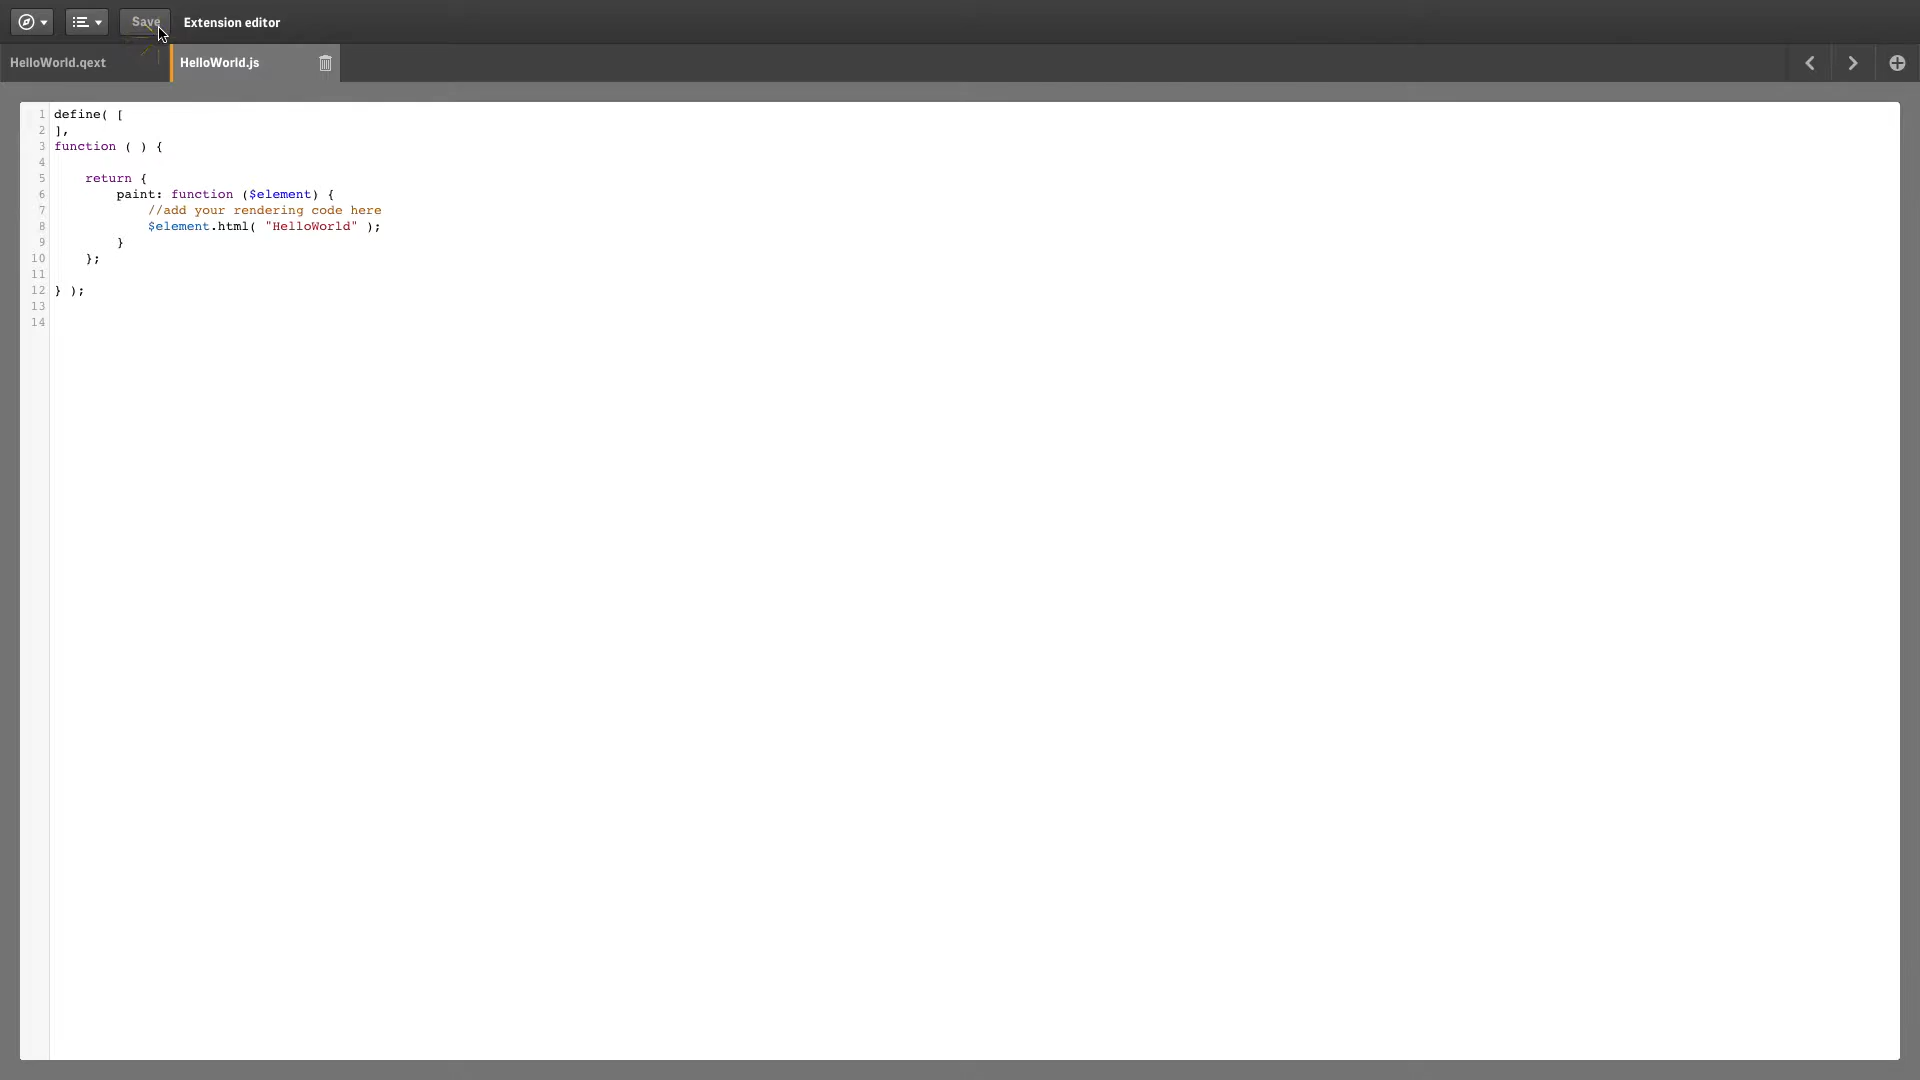 Save Extension editor
HelloWorld.qext HelloWorld.js
1 define( [
2 ],
3 function ( ) {
4
5 return {
6 paint: function ($element) {
7 //add your rendering code here
8 $element.html( "HelloWorld" );
9 }
10 };
11
12 } );
13
14